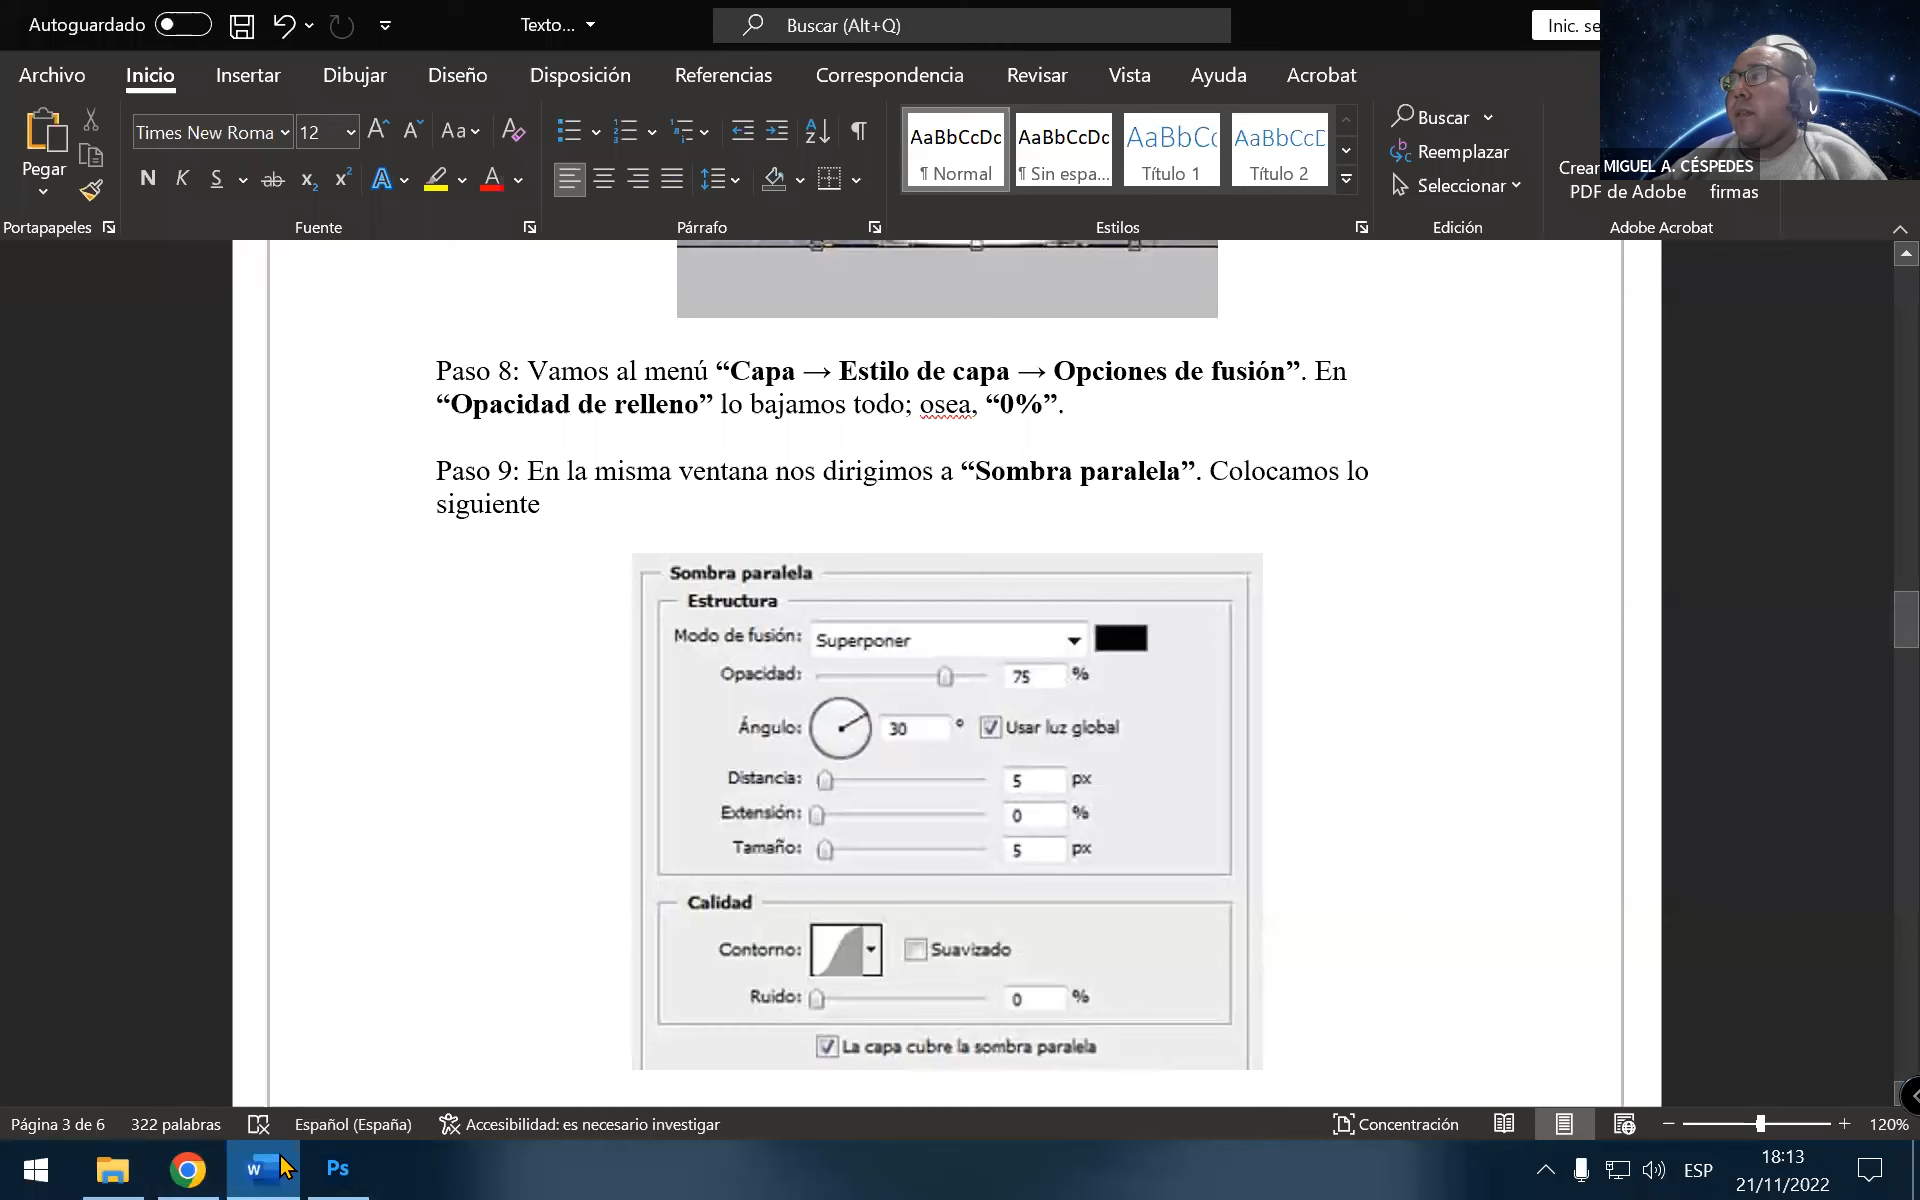 Autoguardado
Texto...
Buscar (Alt+Q)
Inic. se
Archivo Inicio Insertar Dibujar Diseño Disposición Referencias Correspondencia Revisar Vista Ayuda Acrobat
Pegar
Times New Roma 12
Aa
N K S ab x₂ x² A A
¶
AaBbCcDc AaBbCcDc AaBbCc AaBbCcD
¶ Normal ¶ Sin espa... Título 1 Título 2
Buscar
Reemplazar
Seleccionar
Crear
PDF de Adobe firmas
MIGUEL A. CÉSPEDES
Portapapeles Fuente Párrafo Estilos Edición Adobe Acrobat
Paso 8: Vamos al menú “Capa → Estilo de capa → Opciones de fusión”. En
“Opacidad de relleno” lo bajamos todo; osea, “0%”.
Paso 9: En la misma ventana nos dirigimos a “Sombra paralela”. Colocamos lo
siguiente
Sombra paralela
Estructura
Modo de fusión: Superponer
Opacidad: 75 %
Ángulo: 30 ° Usar luz global
Distancia: 5 px
Extensión: 0 %
Tamaño: 5 px
Calidad
Contorno: Suavizado
Ruido: 0 %
La capa cubre la sombra paralela
Página 3 de 6 322 palabras Español (España) Accesibilidad: es necesario investigar Concentración 120%
W Ps ESP
18:13
21/11/2022